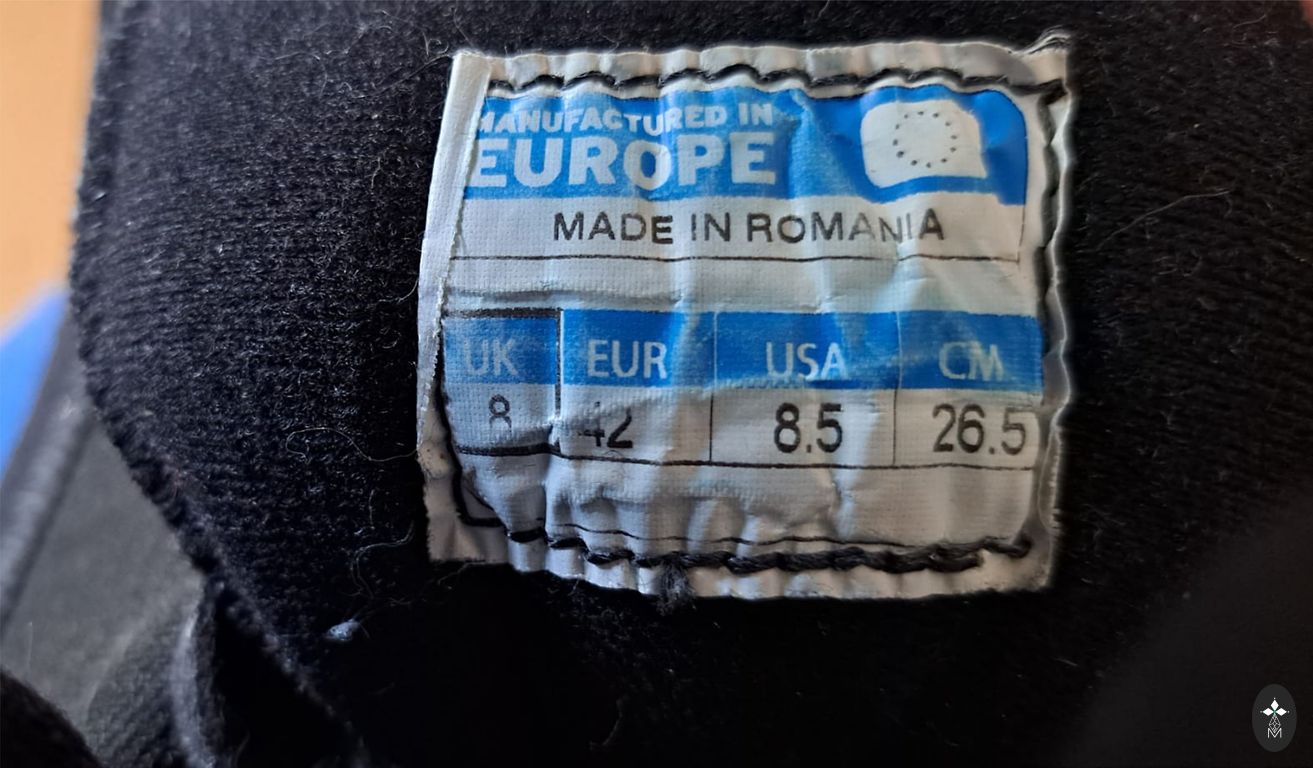 MANUFACTURED IN
EUROPE
MADE IN ROMANIA
UK EUR USA CM
8 42 8.5 26.5
M